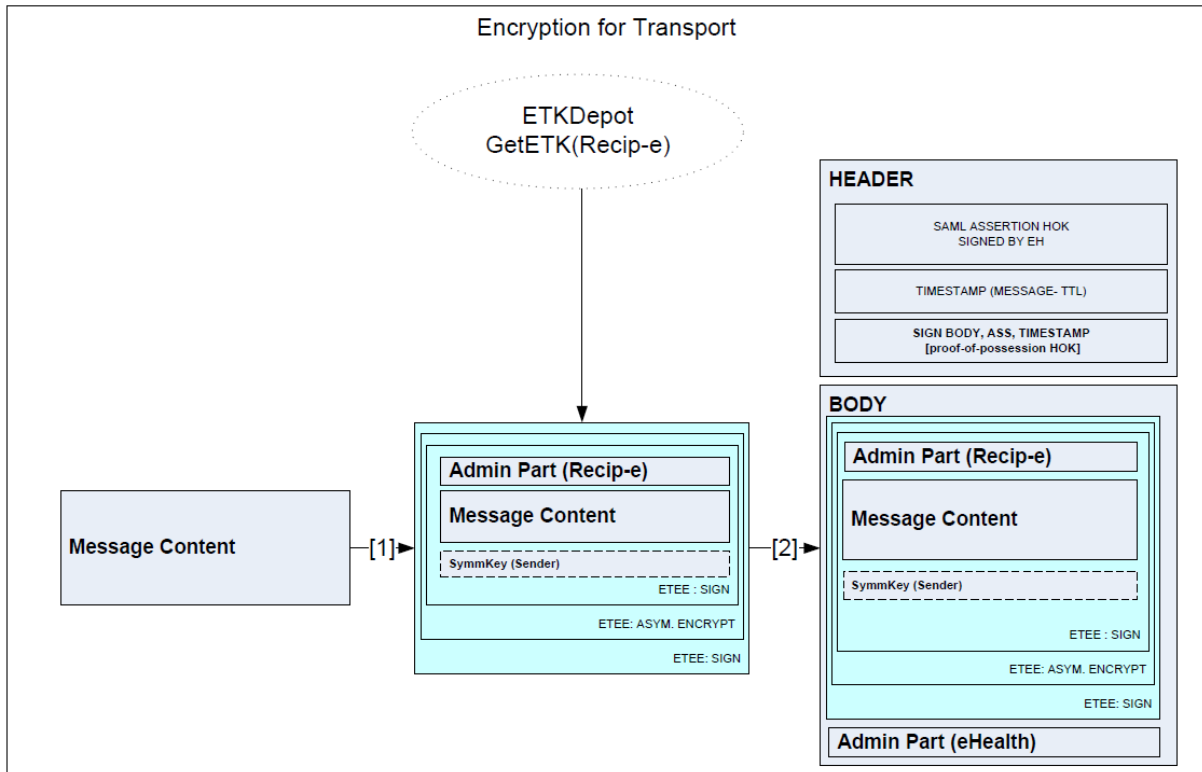 Encryption for Transport
ETKDepot
GetETK(Recip-e)
HEADER
SAML ASSERTION HOK
SIGNED BY EH
TIMESTAMP (MESSAGE- TTL)
SIGN BODY, ASS, TIMESTAMP
[proof-of-possession HOK]
Message Content
[1]
Admin Part (Recip-e)
Message Content
SymmKey (Sender)
ETEE : SIGN
ETEE: ASYM. ENCRYPT
ETEE: SIGN
[2]
BODY
Admin Part (Recip-e)
Message Content
SymmKey (Sender)
ETEE : SIGN
ETEE: ASYM. ENCRYPT
ETEE: SIGN
Admin Part (eHealth)